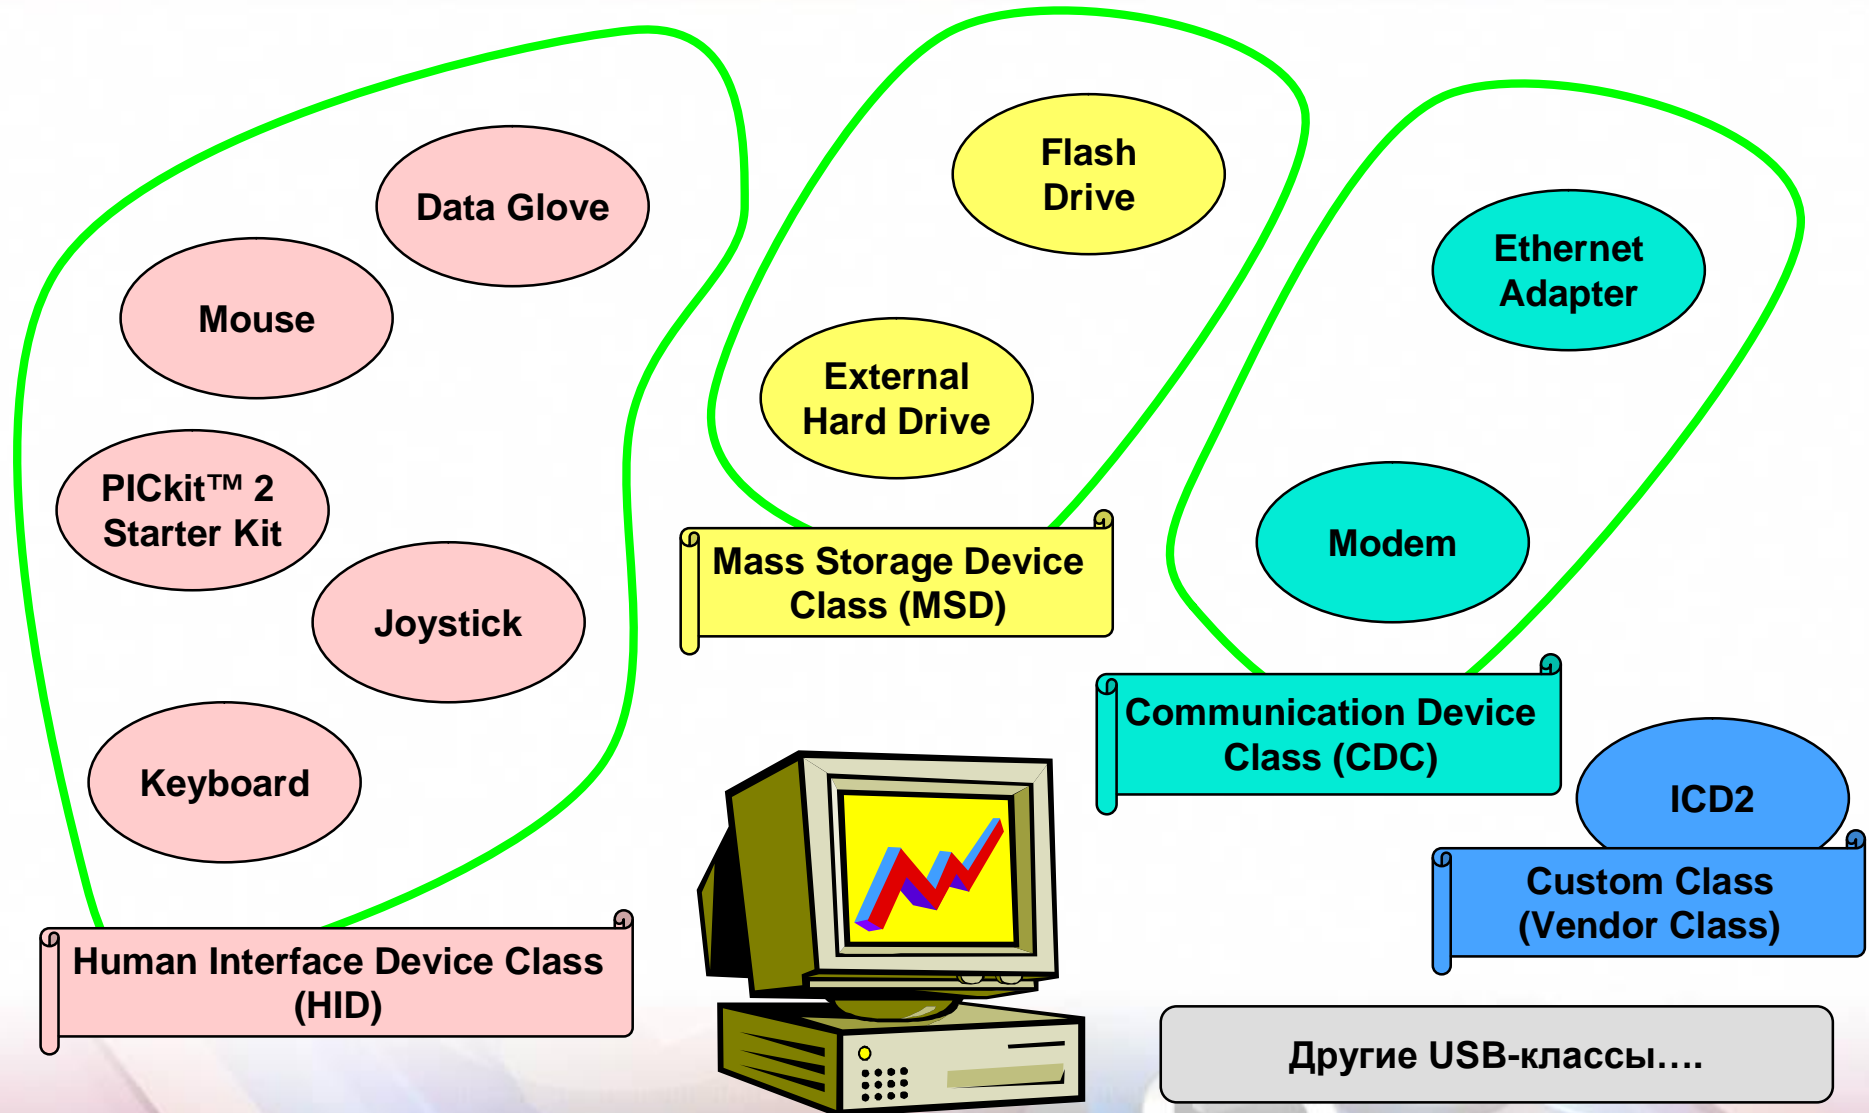 Data Glove
Mouse
PICkit™ 2
Starter Kit
Joystick
Keyboard
Human Interface Device Class
(HID)
Flash
Drive
External
Hard Drive
Mass Storage Device
Class (MSD)
Ethernet
Adapter
Modem
Communication Device
Class (CDC)
ICD2
Custom Class
(Vendor Class)
Другие USB-классы....